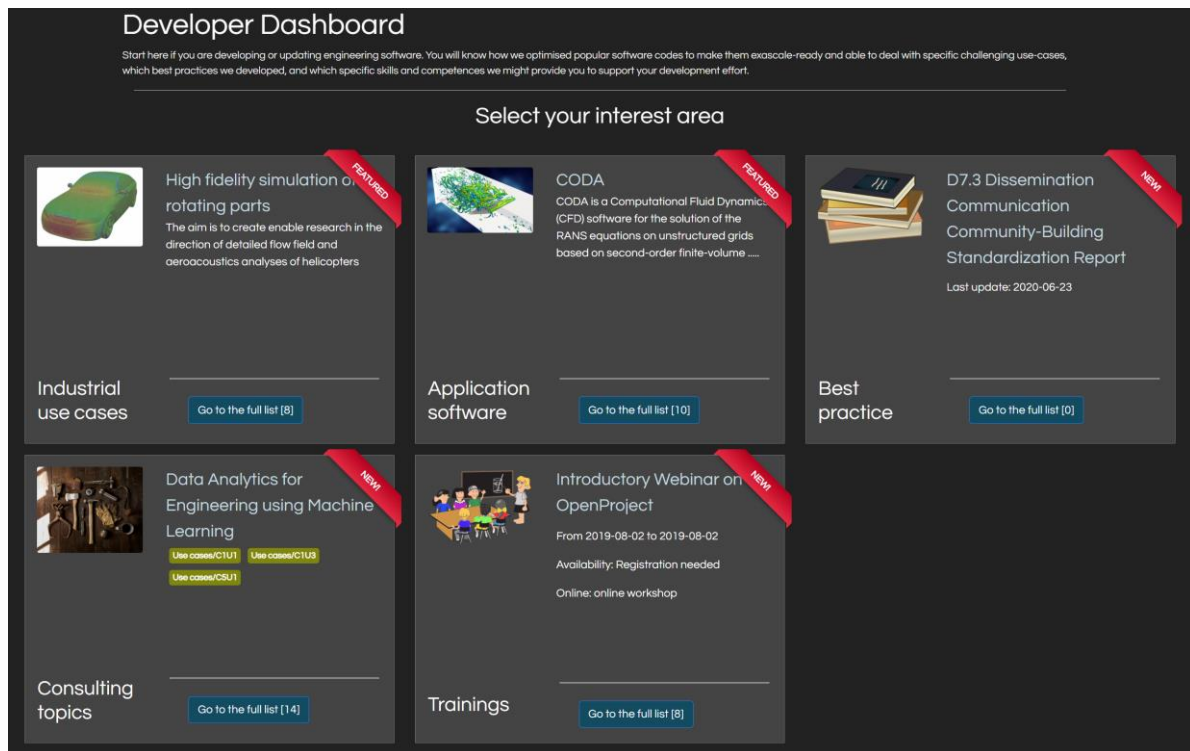 Developer Dashboard
Start here if you are developing or updating engineering software. You will know how we optimised popular software codes to make them exascale-ready and able to deal with specific challenging use-cases,
which best practices we developed, and which specific skills and competences we might provide you to support your development effort.
Select your interest area
FEATURED
High fidelity simulation of
rotating parts
The aim is to create enable research in the
direction of detailed flow field and
aeroacoustics analyses of helicopters
Industrial
use cases
Go to the full list [8]
FEATURED
CODA
CODA is a Computational Fluid Dynamics
(CFD) software for the solution of the
RANS equations on unstructured grids
based on second-order finite-volume .....
Application
software
Go to the full list [10]
NEW!
D7.3 Dissemination
Communication
Community-Building
Standardization Report
Last update: 2020-06-23
Best
practice
Go to the full list [0]
NEW!
Data Analytics for
Engineering using Machine
Learning
Use cases/C1U1 Use cases/C1U3
Use cases/C5U1
Consulting
topics
Go to the full list [14]
NEW!
Introductory Webinar on
OpenProject
From 2019-08-02 to 2019-08-02
Availability: Registration needed
Online: online workshop
Trainings
Go to the full list [8]